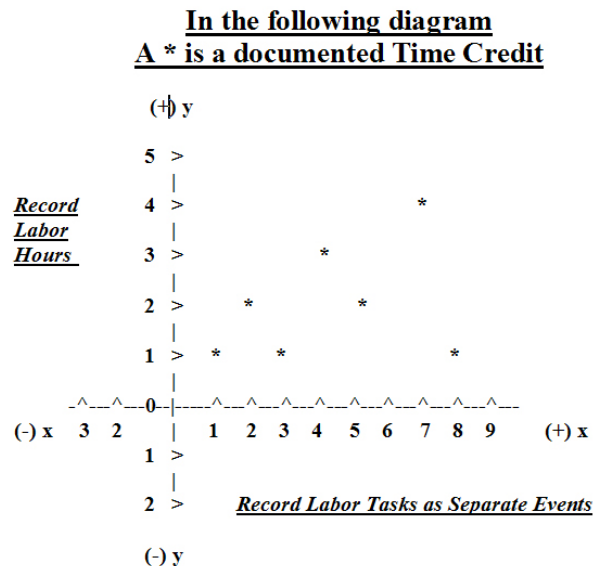 In the following diagram
A * is a documented Time Credit
(+) y
5 >
|
Record 4 > *
Labor |
Hours 3 > *
|
2 > * *
|
1 > * * *
|
-^---^---0--|-----^---^---^---^---^---^---^---^---^---
(-) x 3 2 | 1 2 3 4 5 6 7 8 9 (+) x
1 >
|
2 > Record Labor Tasks as Separate Events
(-) y